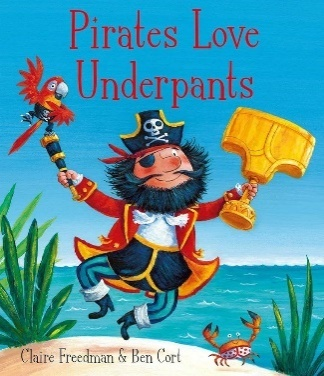 Pirates Love
Underpants
Claire Freedman & Ben Cort